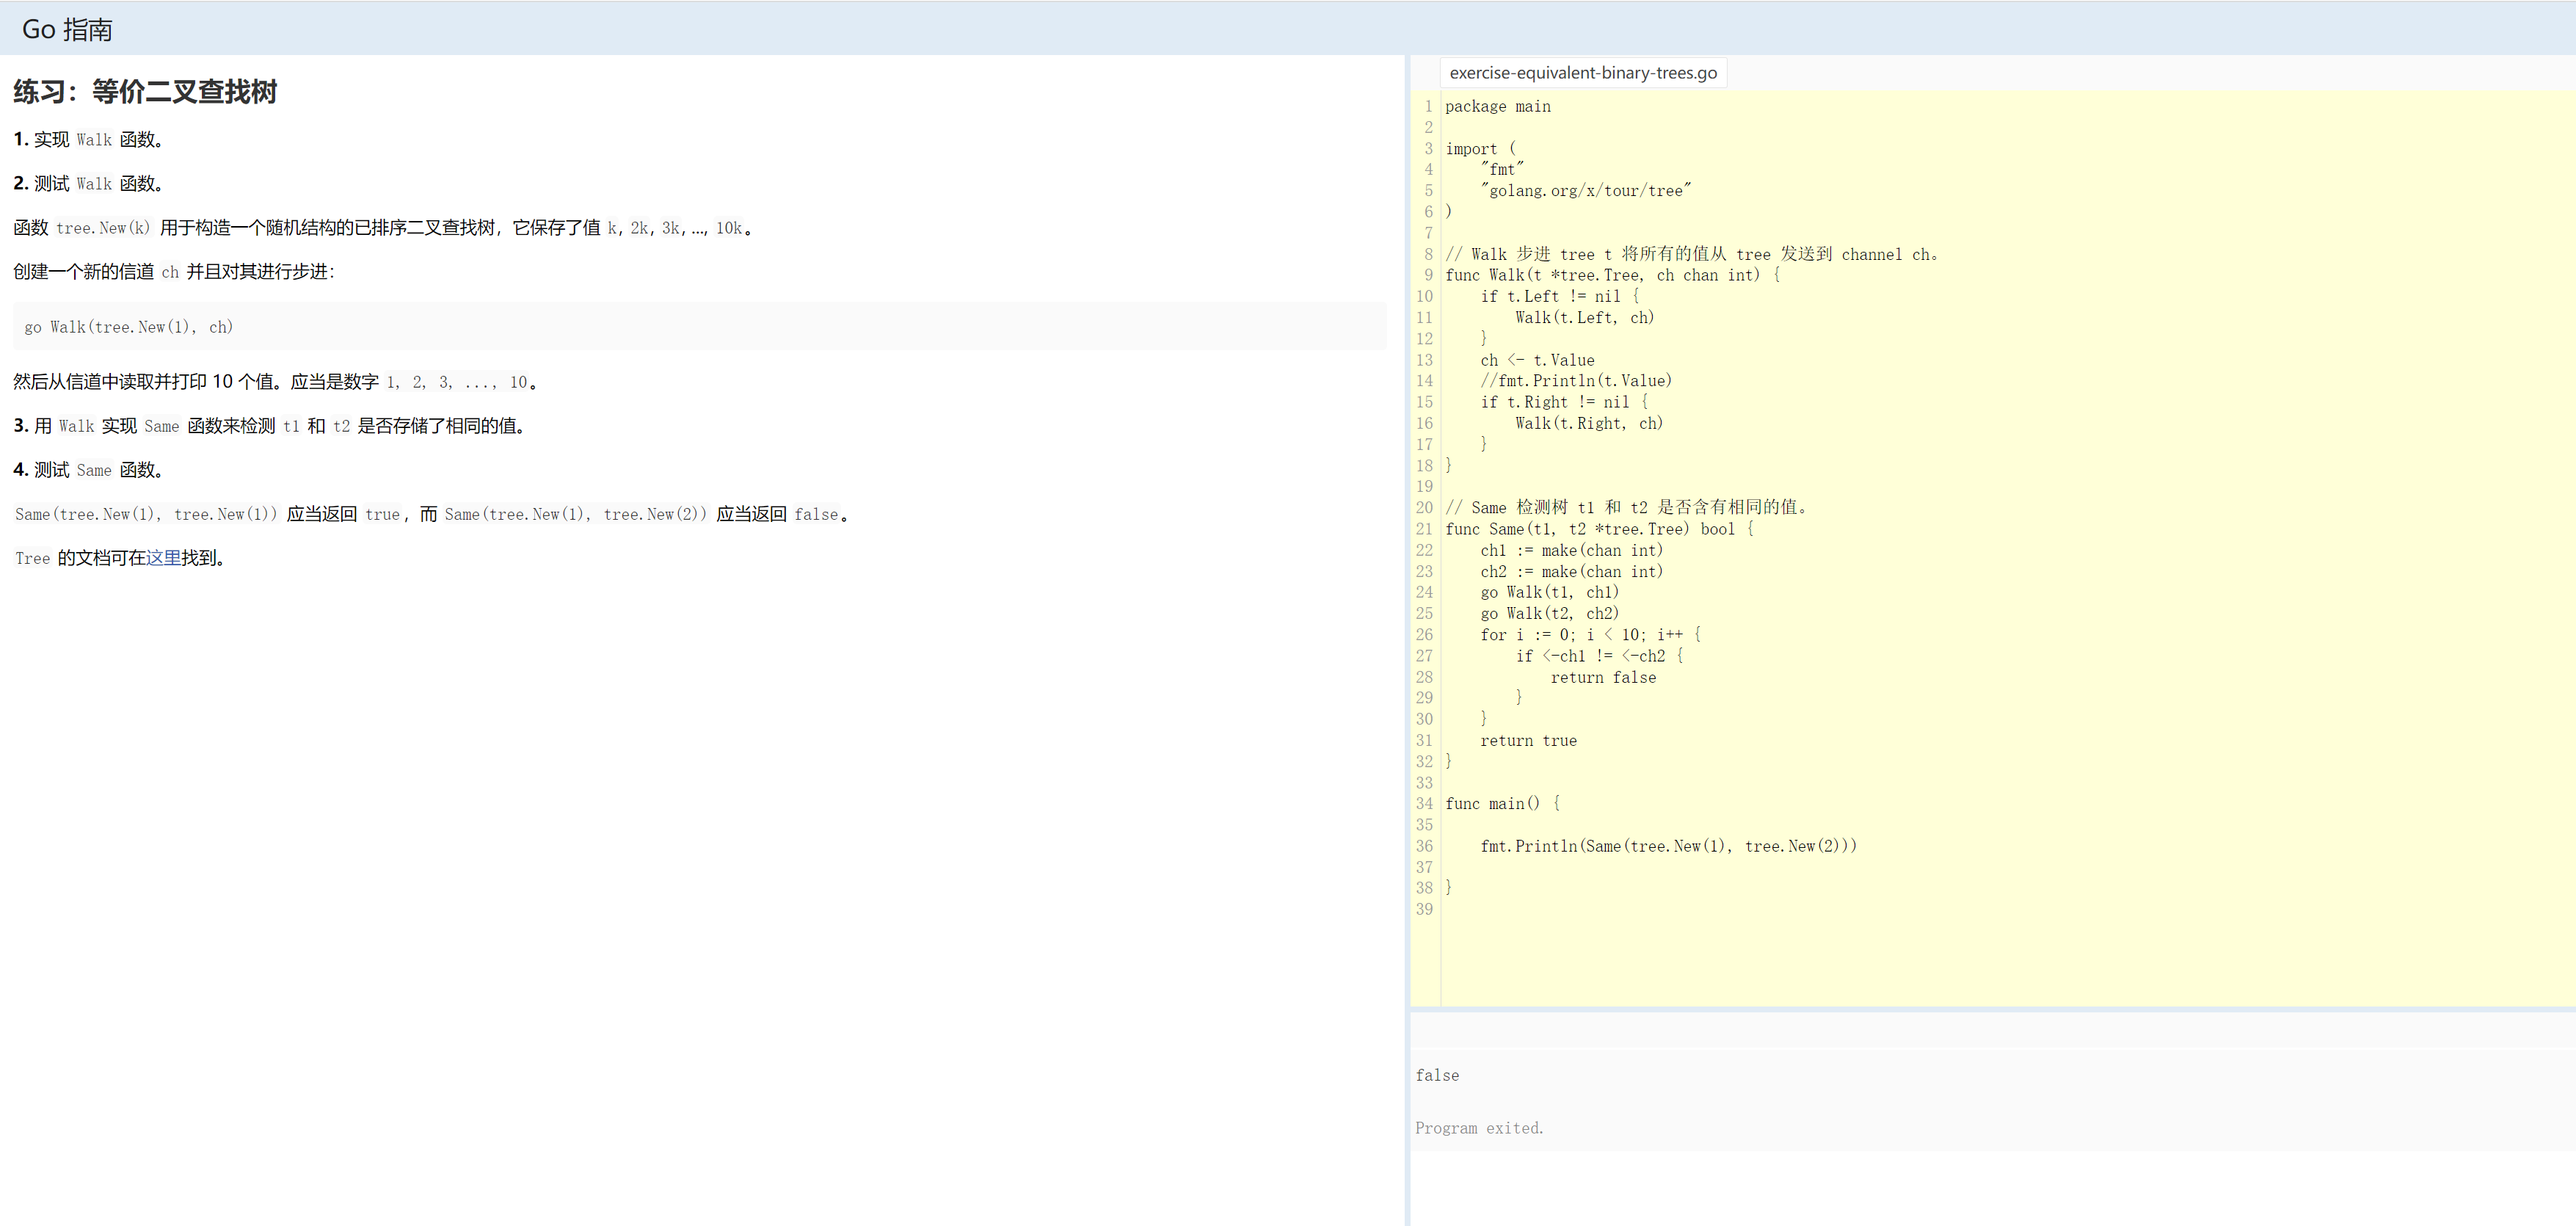 Go 指南
练习：等价二叉查找树
1. 实现 Walk 函数。
2. 测试 Walk 函数。
函数 tree.New(k) 用于构造一个随机结构的已排序二叉查找树，它保存了值 k, 2k, 3k, ..., 10k。
创建一个新的信道 ch 并且对其进行步进：
go Walk(tree.New(1), ch)
然后从信道中读取并打印 10 个值。应当是数字 1, 2, 3, ..., 10。
3. 用 Walk 实现 Same 函数来检测 t1 和 t2 是否存储了相同的值。
4. 测试 Same 函数。
Same(tree.New(1), tree.New(1)) 应当返回 true，而 Same(tree.New(1), tree.New(2)) 应当返回 false。
Tree 的文档可在这里找到。
exercise-equivalent-binary-trees.go
1 package main
2
3 import (
4     "fmt"
5     "golang.org/x/tour/tree"
6 )
7
8 // Walk 步进 tree t 将所有的值从 tree 发送到 channel ch。
9 func Walk(t *tree.Tree, ch chan int) {
10     if t.Left != nil {
11         Walk(t.Left, ch)
12     }
13     ch <- t.Value
14     //fmt.Println(t.Value)
15     if t.Right != nil {
16         Walk(t.Right, ch)
17     }
18 }
19
20 // Same 检测树 t1 和 t2 是否含有相同的值。
21 func Same(t1, t2 *tree.Tree) bool {
22     ch1 := make(chan int)
23     ch2 := make(chan int)
24     go Walk(t1, ch1)
25     go Walk(t2, ch2)
26     for i := 0; i < 10; i++ {
27         if <-ch1 != <-ch2 {
28             return false
29         }
30     }
31     return true
32 }
33
34 func main() {
35
36     fmt.Println(Same(tree.New(1), tree.New(2)))
37
38 }
39
false
Program exited.